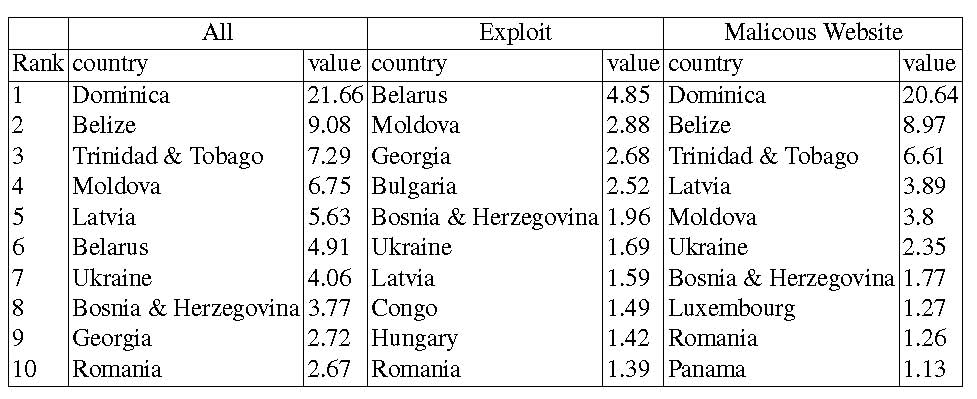 All Exploit Malicous Website
Rank country value country value country value
1 Dominica 21.66 Belarus 4.85 Dominica 20.64
2 Belize 9.08 Moldova 2.88 Belize 8.97
3 Trinidad & Tobago 7.29 Georgia 2.68 Trinidad & Tobago 6.61
4 Moldova 6.75 Bulgaria 2.52 Latvia 3.89
5 Latvia 5.63 Bosnia & Herzegovina 1.96 Moldova 3.8
6 Belarus 4.91 Ukraine 1.69 Ukraine 2.35
7 Ukraine 4.06 Latvia 1.59 Bosnia & Herzegovina 1.77
8 Bosnia & Herzegovina 3.77 Congo 1.49 Luxembourg 1.27
9 Georgia 2.72 Hungary 1.42 Romania 1.26
10 Romania 2.67 Romania 1.39 Panama 1.13